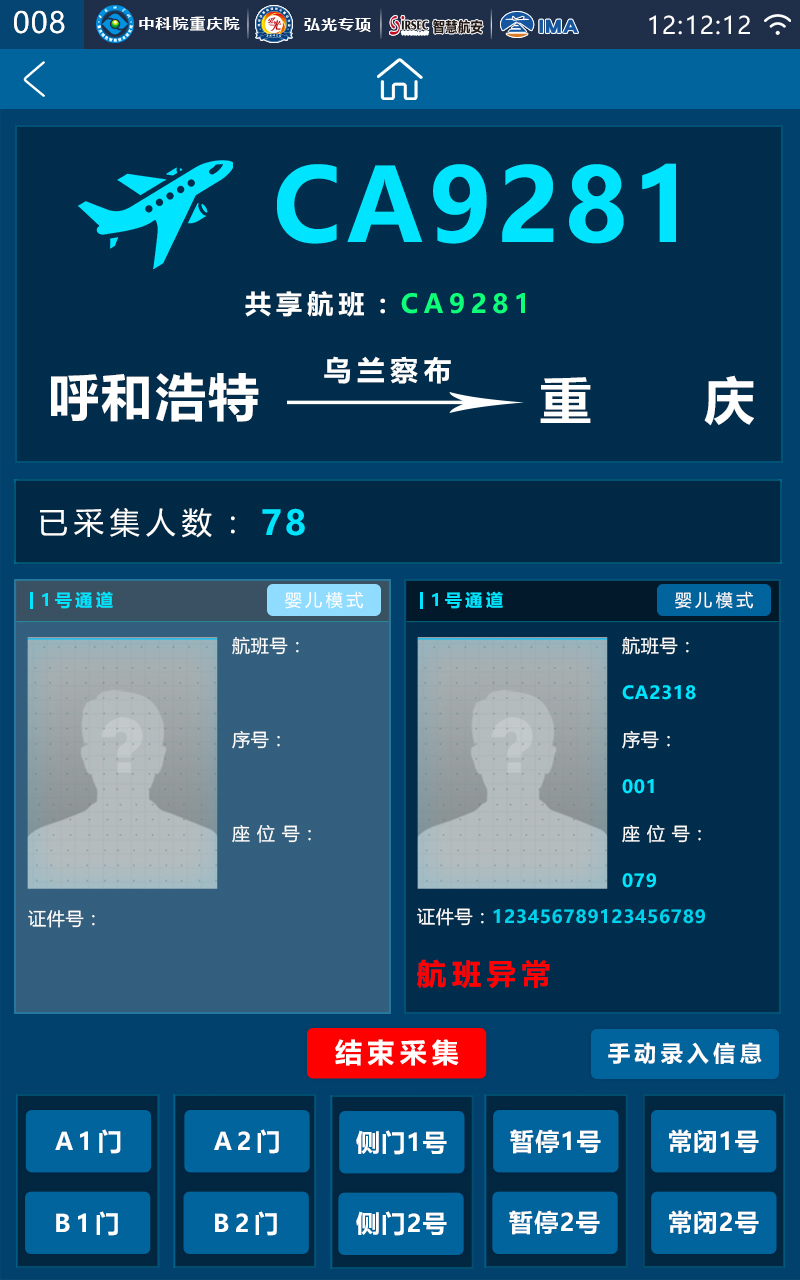 008 中科院重庆院 弘光专项 SiRSEC 智慧航安 IMA 12:12:12
CA9281
共享航班：CA9281
乌兰察布
呼和浩特 重 庆
已采集人数： 78
1号通道 婴儿模式
航班号：
序号：
座位号：
证件号：
1号通道 婴儿模式
航班号：
CA2318
序号：
001
座位号：
079
证件号：123456789123456789
航班异常
结束采集 手动录入信息
A1门 A2门 侧门1号 暂停1号 常闭1号
B1门 B2门 侧门2号 暂停2号 常闭2号